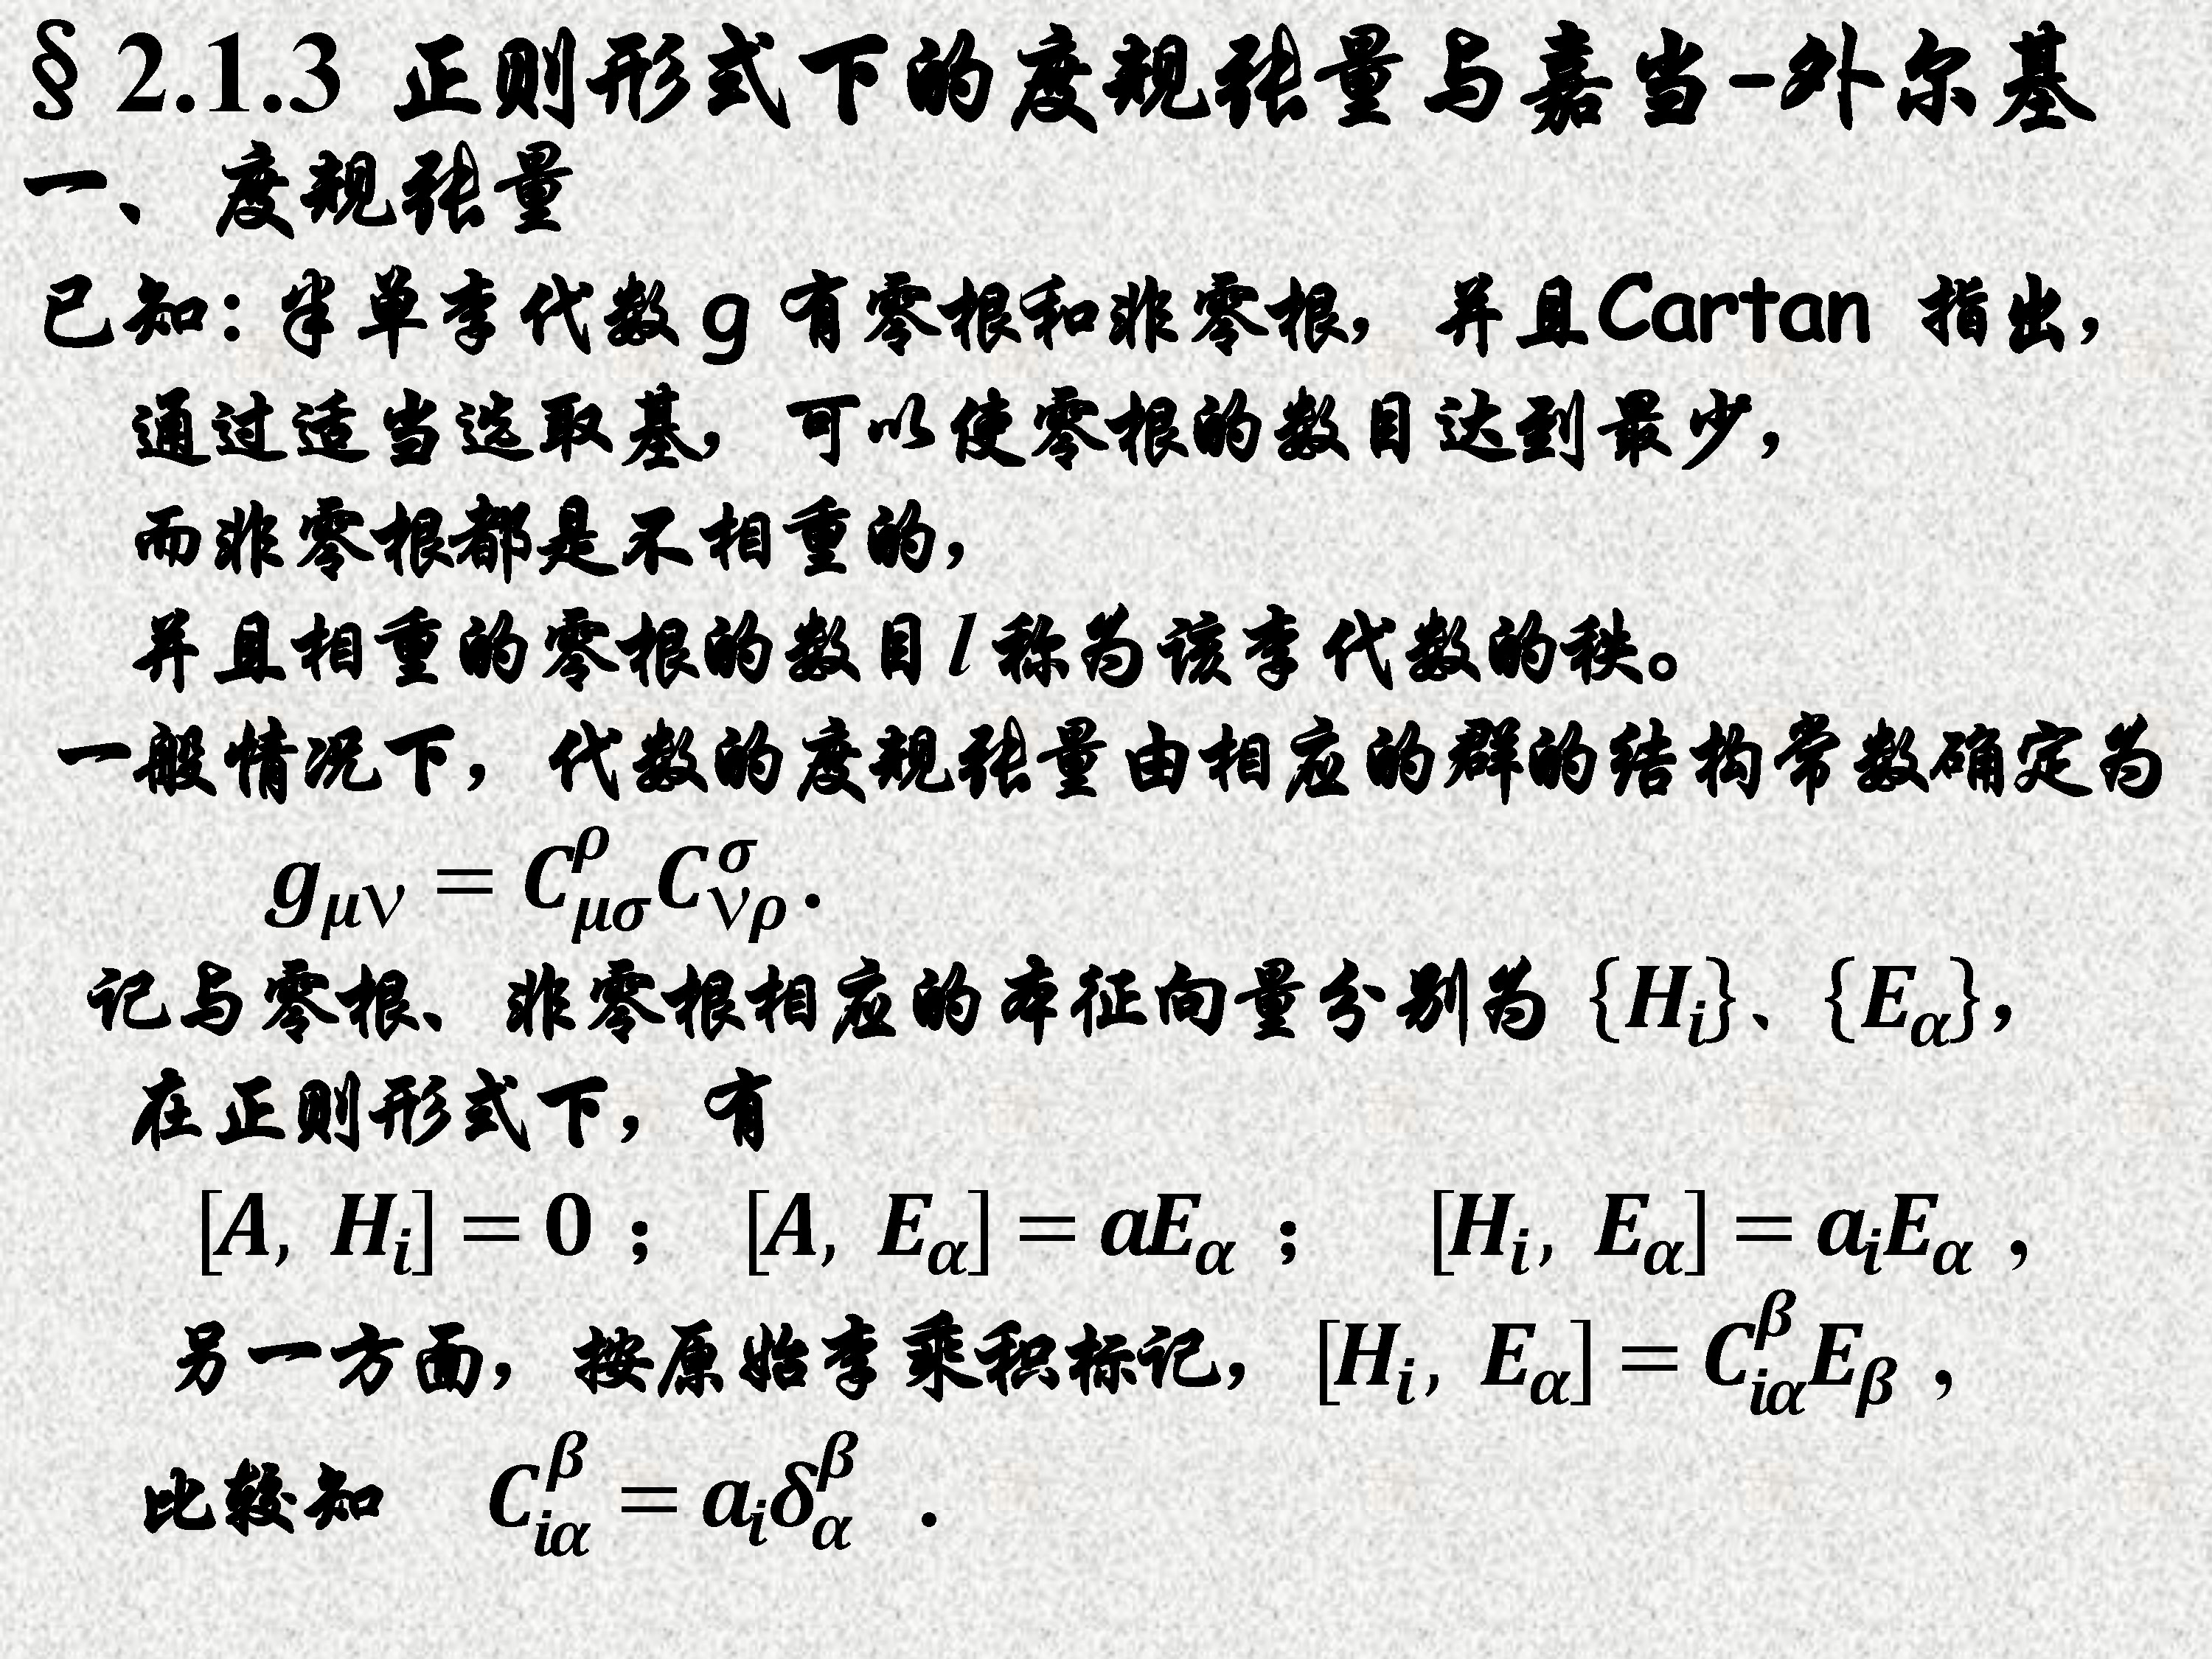 § 2.1.3 正则形式下的度规张量与嘉当-外尔基
一、度规张量
已知：半单李代数 g 有零根和非零根，并且Cartan 指出，
通过适当选取基，可以使零根的数目达到最少，
而非零根都是不相重的，
并且相重的零根的数目 l 称为该李代数的秩。
一般情况下，代数的度规张量由相应的群的结构常数确定为
$g_{\mu\nu} = C_{\mu\sigma}^{\rho} C_{\nu\rho}^{\sigma}$.
记与零根、非零根相应的本征向量分别为 $\{H_i\}$、$\{E_\alpha\}$，
在正则形式下，有
$[A, H_i] = 0$ ； $[A, E_\alpha] = aE_\alpha$ ； $[H_i, E_\alpha] = a_i E_\alpha$ ，
另一方面，按原始李乘积标记，$[H_i, E_\alpha] = C_{i\alpha}^{\beta} E_\beta$ ，
比较知 $C_{i\alpha}^{\beta} = a_i \delta_{\alpha}^{\beta}$ .